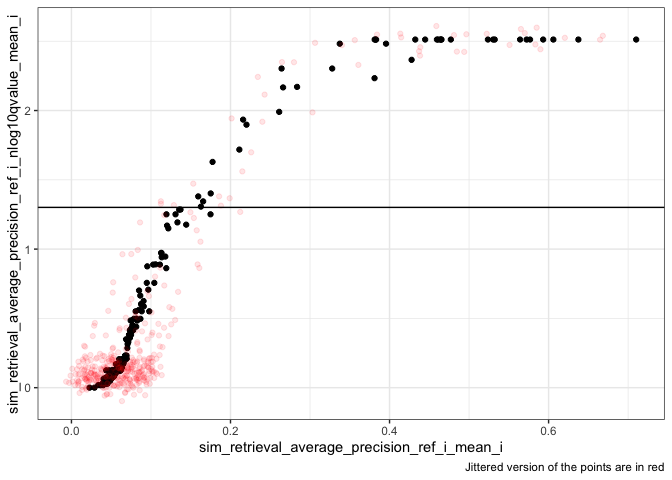 sim_retrieval_average_precision_ref_i_nlog10qvalue_mean_i
2
1
0
0.0 0.2 0.4 0.6
sim_retrieval_average_precision_ref_i_mean_i
Jittered version of the points are in red